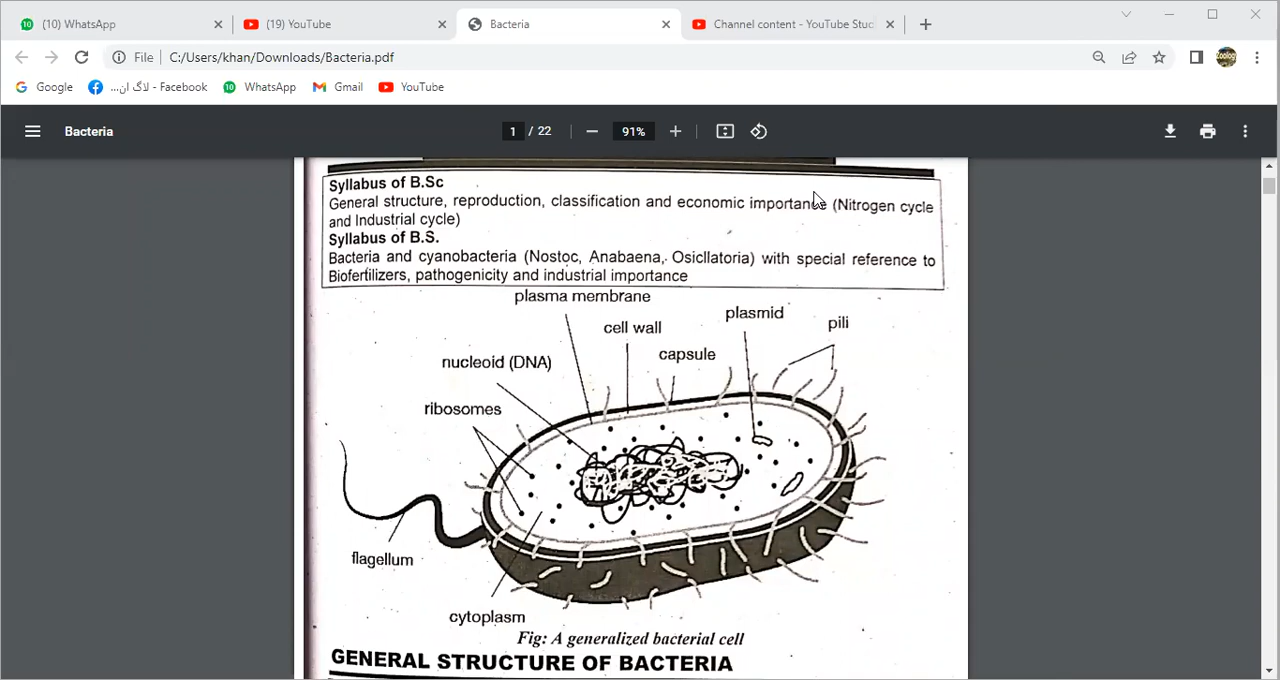 (10) WhatsApp
(19) YouTube
Bacteria
Channel content - YouTube Stud
File
C:/Users/khan/Downloads/Bacteria.pdf
Google
Facebook - لاگ ان...
10 WhatsApp
Gmail
YouTube
Bacteria
1 / 22
91%
Syllabus of B.Sc
General structure, reproduction, classification and economic importance (Nitrogen cycle
and Industrial cycle)
Syllabus of B.S.
Bacteria and cyanobacteria (Nostoc, Anabaena, Osicllatoria) with special reference to
Biofertilizers, pathogenicity and industrial importance
plasma membrane
cell wall
plasmid
pili
capsule
nucleoid (DNA)
ribosomes
flagellum
cytoplasm
Fig: A generalized bacterial cell
GENERAL STRUCTURE OF BACTERIA